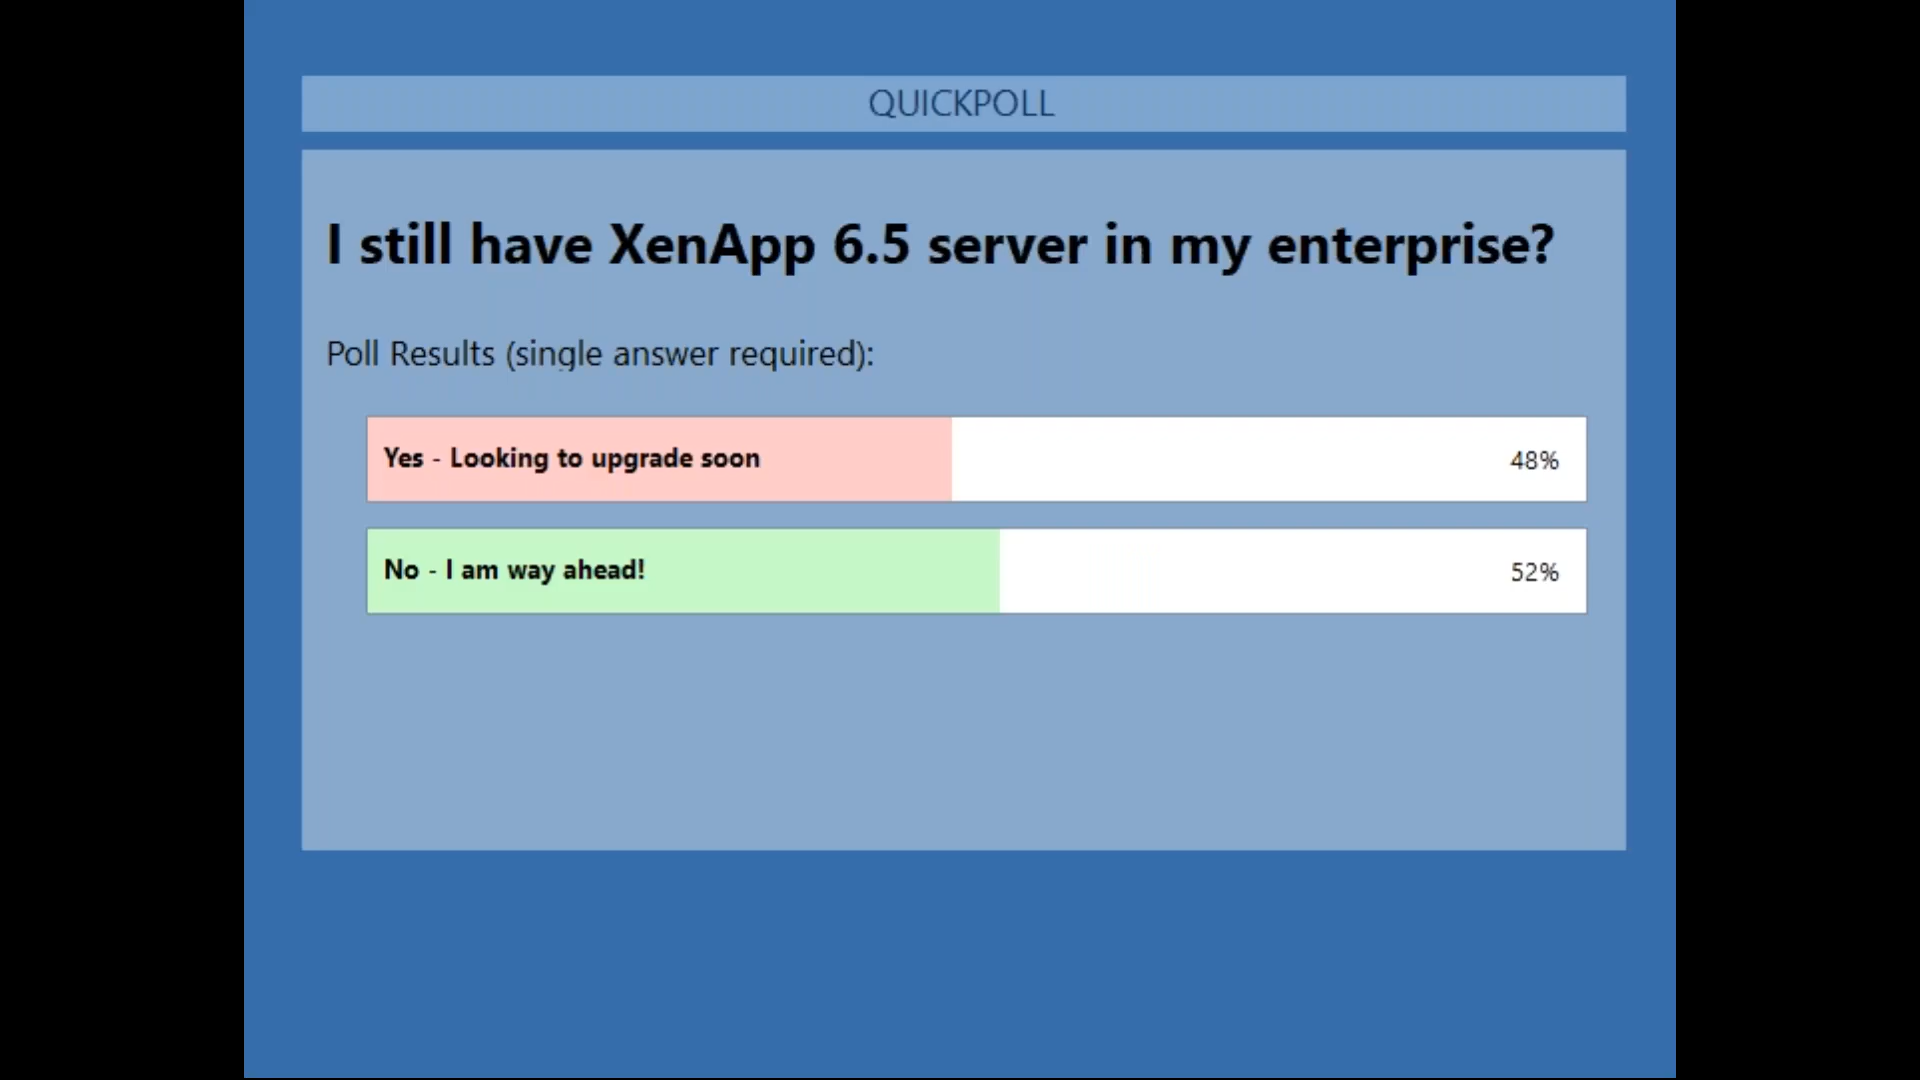 QUICKPOLL
I still have XenApp 6.5 server in my enterprise?
Poll Results (single answer required):
Yes - Looking to upgrade soon 48%
No - I am way ahead! 52%